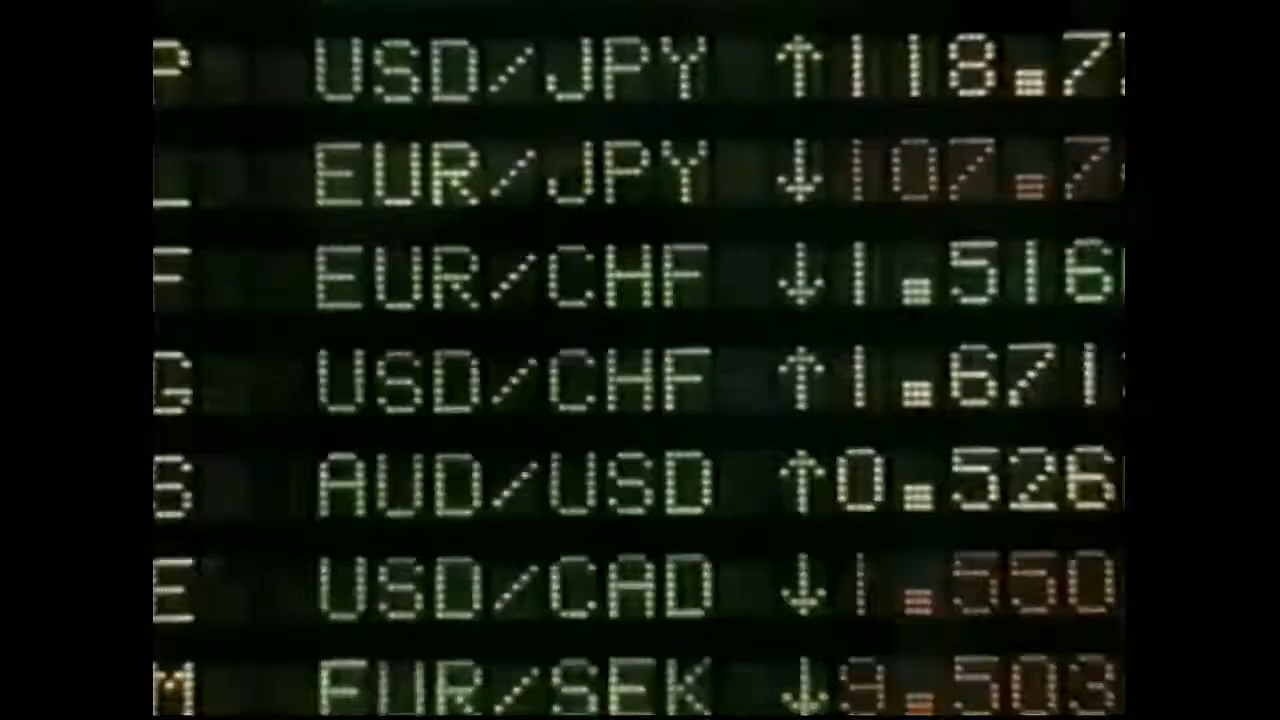 P USD/JPY ↑118.7
L EUR/JPY ↓107.7
F EUR/CHF ↓1.516
G USD/CHF ↑1.671
6 AUD/USD ↑0.526
E USD/CAD ↓1.550
M EUR/SEK ↓9.503